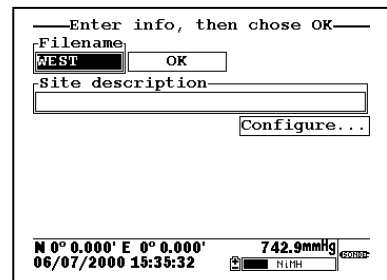 Enter info, then chose OK
Filename
WEST OK
Site description
Configure...
N 0° 0.000' E 0° 0.000' 742.9mmHg
06/07/2000 15:35:32 NiMH
SONDE